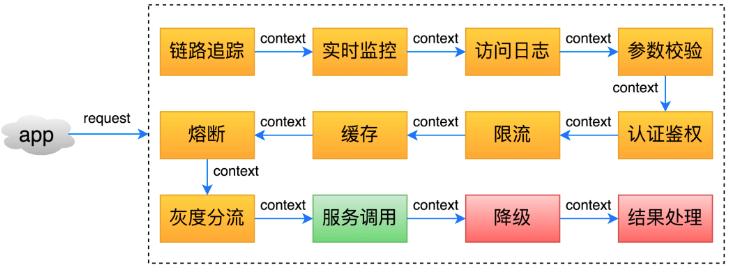 链路追踪 context 实时监控 context 访问日志 context 参数校验
context
app request
熔断 context 缓存 context 限流 context 认证鉴权
context
灰度分流 context 服务调用 context 降级 context 结果处理